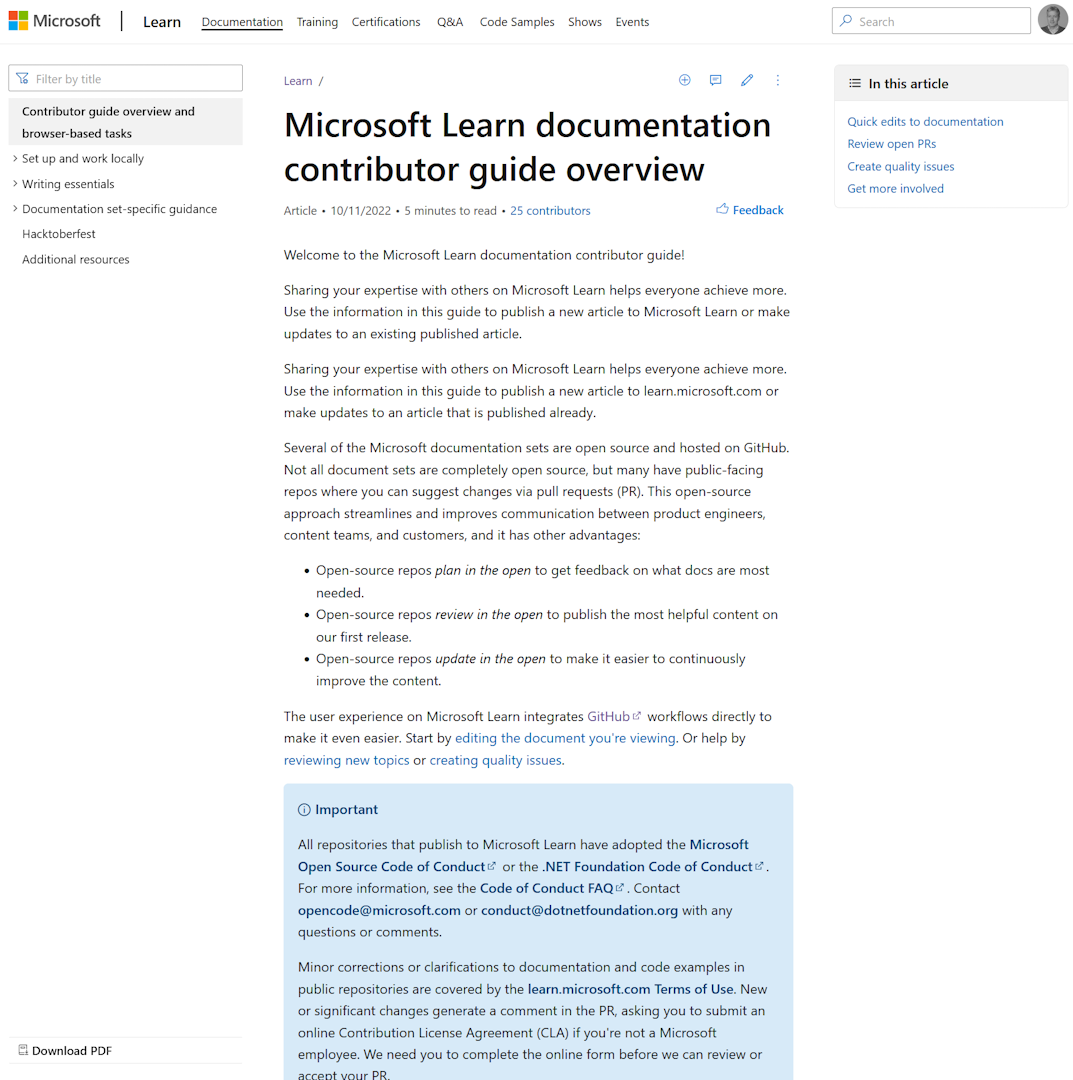 Microsoft
Learn
Documentation
Training
Certifications
Q&A
Code Samples
Shows
Events
Search
Filter by title
Contributor guide overview and
browser-based tasks
Set up and work locally
Writing essentials
Documentation set-specific guidance
Hacktoberfest
Additional resources
Download PDF
Learn /
Microsoft Learn documentation
contributor guide overview
Article • 10/11/2022 • 5 minutes to read • 25 contributors
Feedback
Welcome to the Microsoft Learn documentation contributor guide!
Sharing your expertise with others on Microsoft Learn helps everyone achieve more.
Use the information in this guide to publish a new article to Microsoft Learn or make
updates to an existing published article.
Sharing your expertise with others on Microsoft Learn helps everyone achieve more.
Use the information in this guide to publish a new article to learn.microsoft.com or
make updates to an article that is published already.
Several of the Microsoft documentation sets are open source and hosted on GitHub.
Not all document sets are completely open source, but many have public-facing
repos where you can suggest changes via pull requests (PR). This open-source
approach streamlines and improves communication between product engineers,
content teams, and customers, and it has other advantages:
• Open-source repos plan in the open to get feedback on what docs are most
needed.
• Open-source repos review in the open to publish the most helpful content on
our first release.
• Open-source repos update in the open to make it easier to continuously
improve the content.
The user experience on Microsoft Learn integrates GitHub workflows directly to
make it even easier. Start by editing the document you're viewing. Or help by
reviewing new topics or creating quality issues.
Important
All repositories that publish to Microsoft Learn have adopted the Microsoft
Open Source Code of Conduct or the .NET Foundation Code of Conduct.
For more information, see the Code of Conduct FAQ. Contact
opencode@microsoft.com or conduct@dotnetfoundation.org with any
questions or comments.
Minor corrections or clarifications to documentation and code examples in
public repositories are covered by the learn.microsoft.com Terms of Use. New
or significant changes generate a comment in the PR, asking you to submit an
online Contribution License Agreement (CLA) if you're not a Microsoft
employee. We need you to complete the online form before we can review or
accept your PR.
In this article
Quick edits to documentation
Review open PRs
Create quality issues
Get more involved